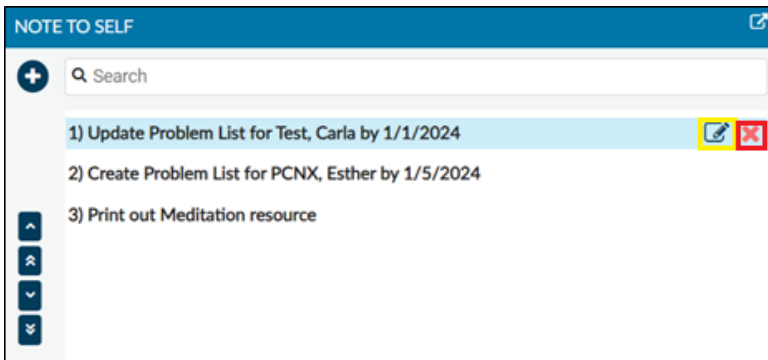 NOTE TO SELF
Search
1) Update Problem List for Test, Carla by 1/1/2024
2) Create Problem List for PCNX, Esther by 1/5/2024
3) Print out Meditation resource